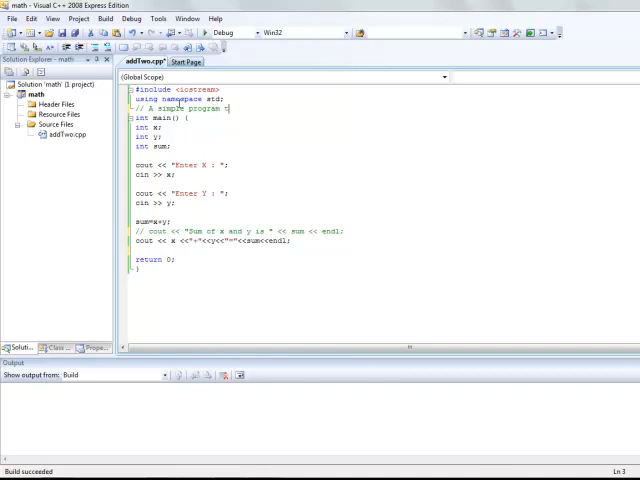 math - Visual C++ 2008 Express Edition
File Edit View Project Build Debug Tools Window Help
Debug Win32
Solution Explorer - math
addTwo.cpp* Start Page
(Global Scope)
Solution 'math' (1 project)
math
Header Files
Resource Files
Source Files
addTwo.cpp
#include <iostream>
using namespace std;
// A simple program t
int main() {
int x;
int y;
int sum;
cout << "Enter X : ";
cin >> x;
cout << "Enter Y : ";
cin >> y;
sum=x+y;
// cout << "Sum of x and y is " << sum << endl;
cout << x <<"+"<<y<<"="<<sum<<endl;
return 0;
}
Soluti... Class ... Prope...
Output
Show output from: Build
Build succeeded Ln 3